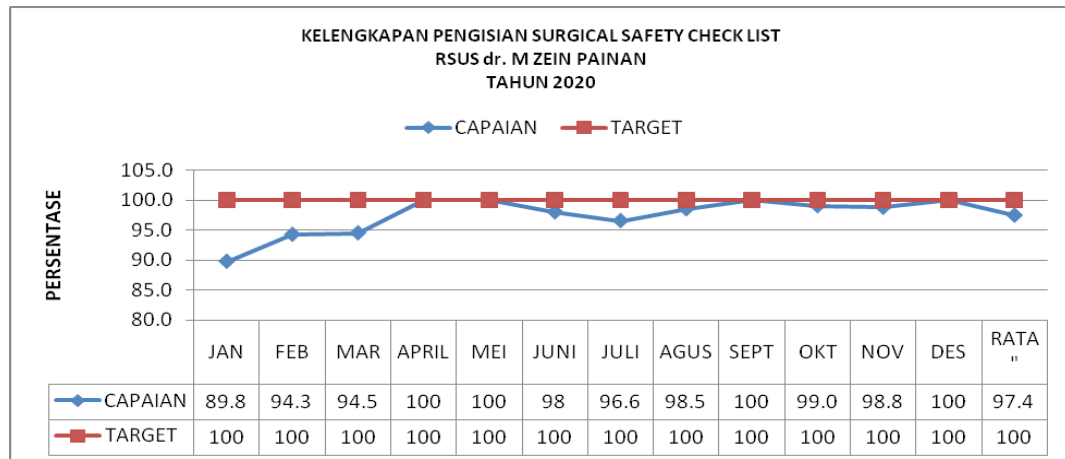 KELENGKAPAN PENGISIAN SURGICAL SAFETY CHECK LIST
RSUS dr. M ZEIN PAINAN
TAHUN 2020
CAPAIAN TARGET
PERSENTASE
105.0
100.0
95.0
90.0
85.0
80.0
JAN FEB MAR APRIL MEI JUNI JULI AGUS SEPT OKT NOV DES RATA
"
CAPAIAN 89.8 94.3 94.5 100 100 98 96.6 98.5 100 99.0 98.8 100 97.4
TARGET 100 100 100 100 100 100 100 100 100 100 100 100 100